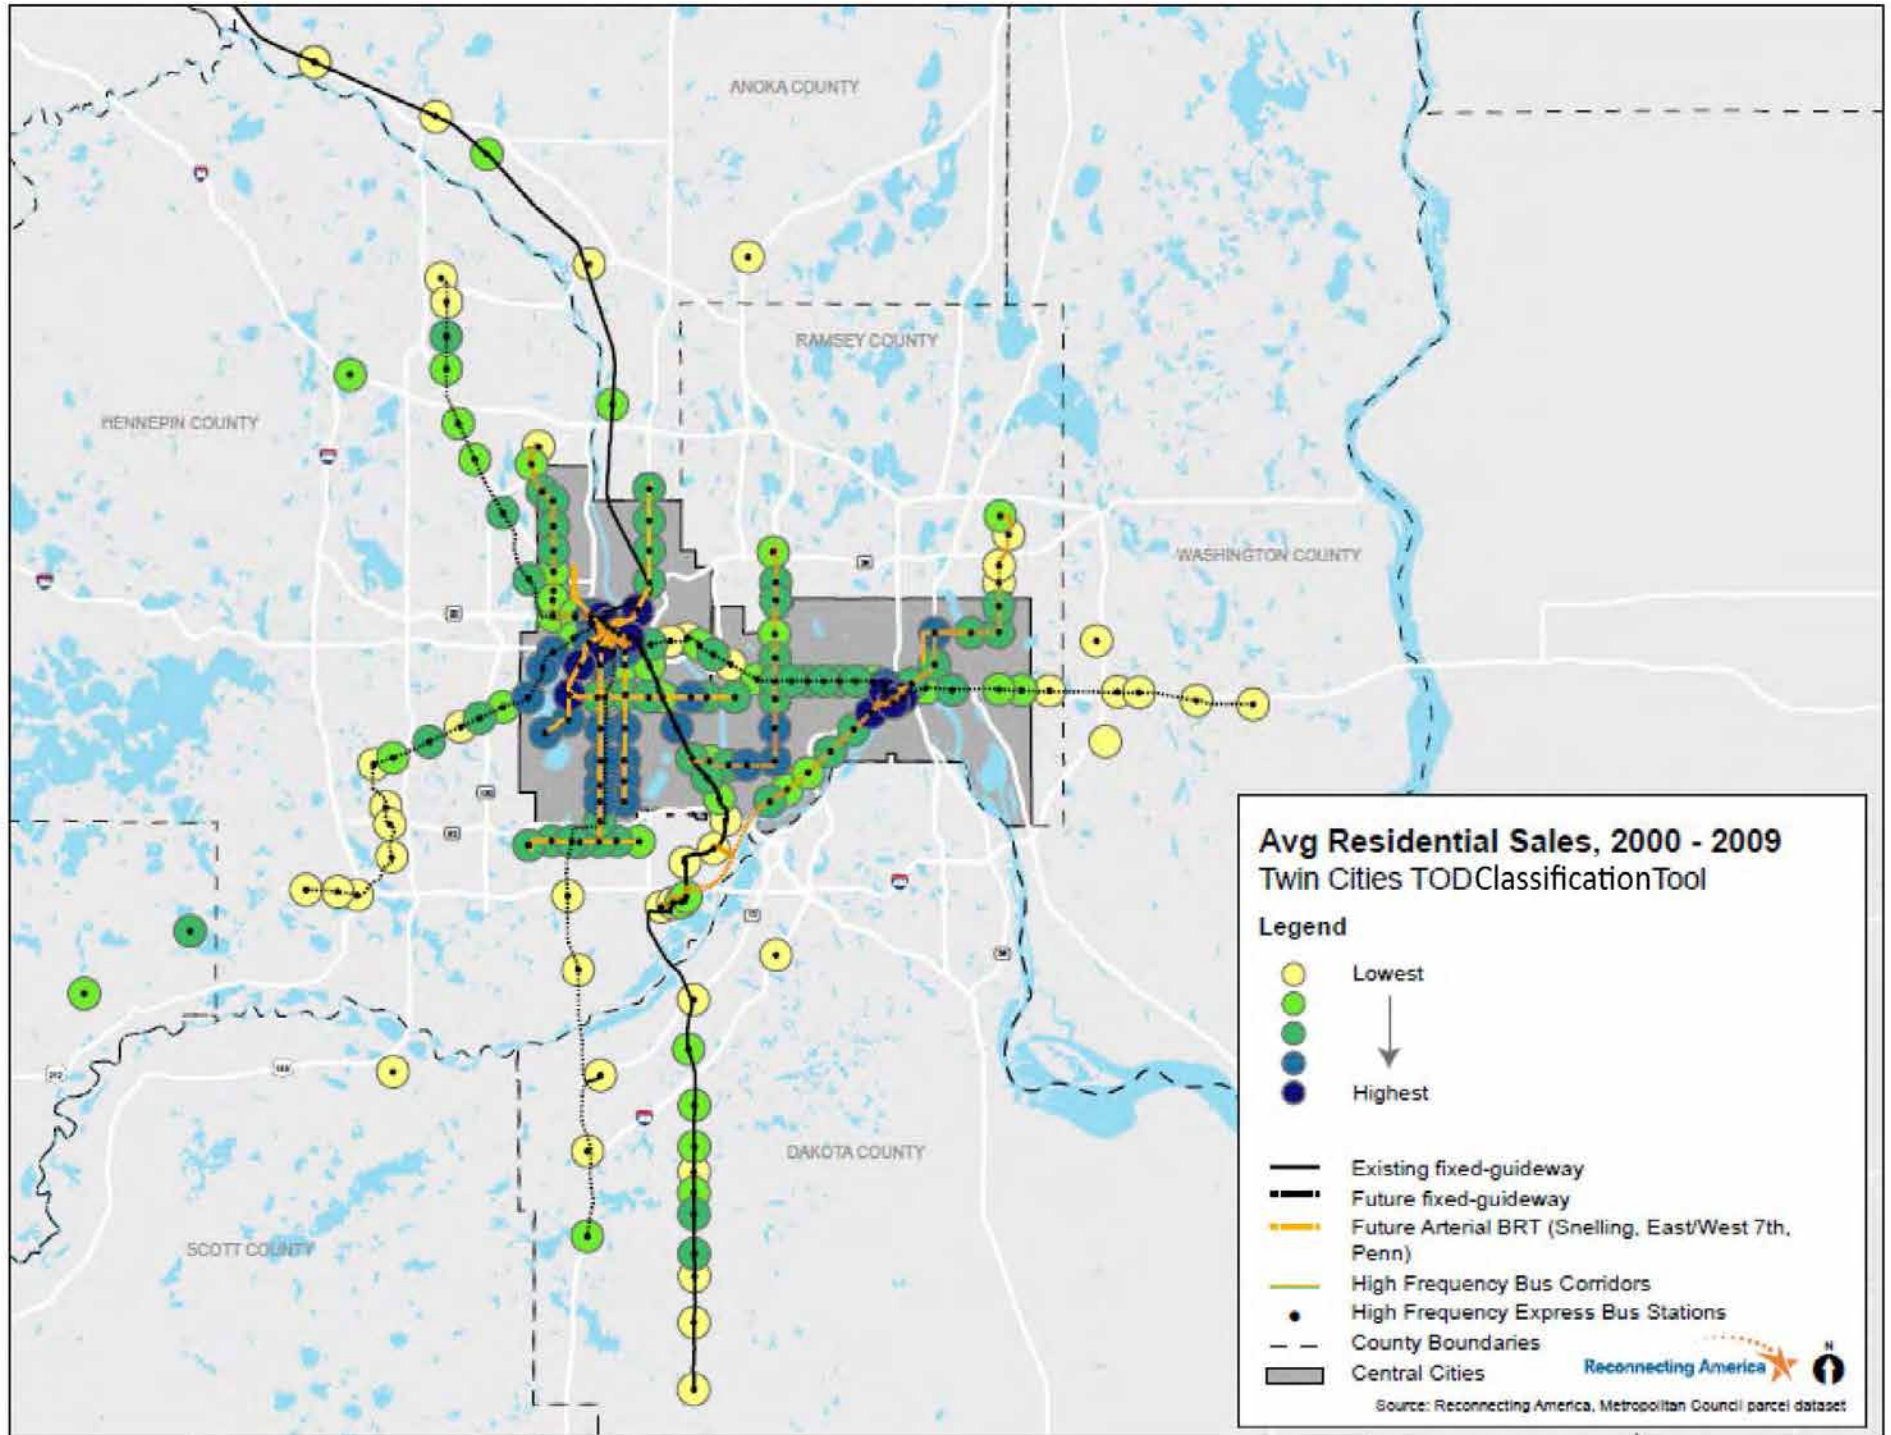 ANOKA COUNTY
RAMSEY COUNTY
HENNEPIN COUNTY
WASHINGTON COUNTY
DAKOTA COUNTY
SCOTT COUNTY
Avg Residential Sales, 2000 - 2009
Twin Cities TODClassificationTool
Legend
Lowest
Highest
Existing fixed-guideway
Future fixed-guideway
Future Arterial BRT (Snelling, East/West 7th,
Penn)
High Frequency Bus Corridors
High Frequency Express Bus Stations
County Boundaries
Central Cities
Reconnecting America
N
Source: Reconnecting America, Metropolitan Council parcel dataset